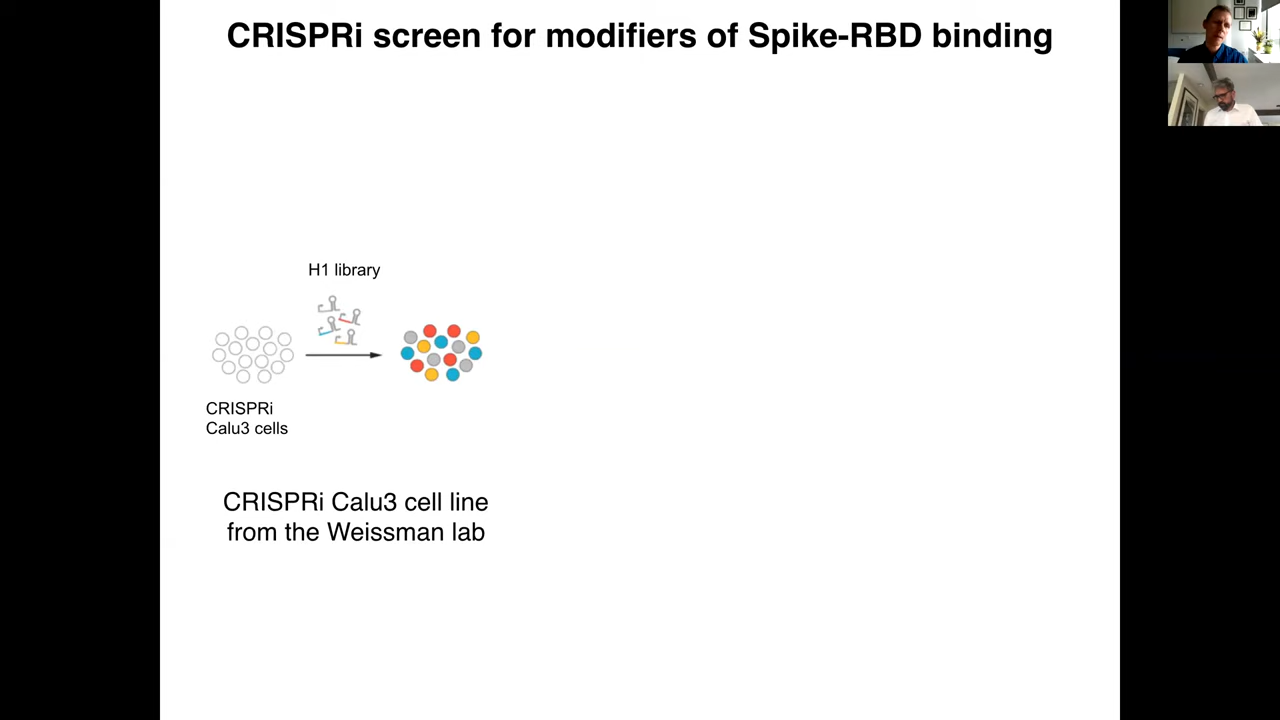 CRISPRi screen for modifiers of Spike-RBD binding
H1 library
CRISPRi
Calu3 cells
CRISPRi Calu3 cell line
from the Weissman lab